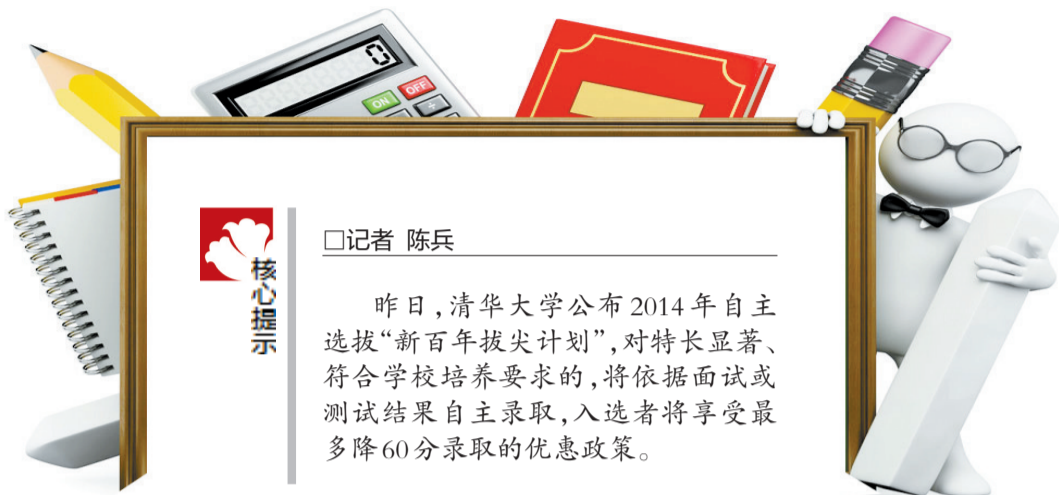 0
ON
OFF
÷
核心提示
□记者 陈兵
昨日，清华大学公布2014年自主
选拔“新百年拔尖计划”，对特长显著、
符合学校培养要求的，将依据面试或
测试结果自主录取，入选者将享受最
多降60分录取的优惠政策。